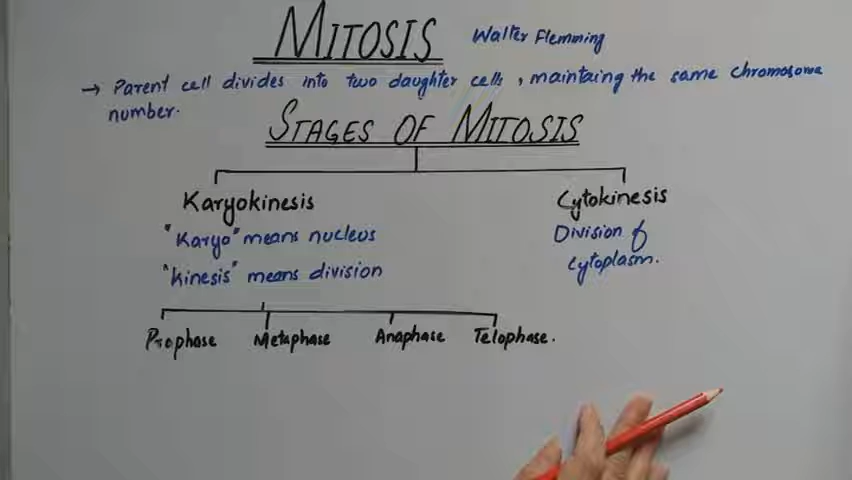 MITOSIS Walter Flemming
→ Parent cell divides into two daughter cells, maintaing the same chromosome
number.
STAGES OF MITOSIS
Karyokinesis Cytokinesis
"Karyo" means nucleus Division of
"kinesis" means division cytoplasm.
Prophase Metaphase Anaphase Telophase.